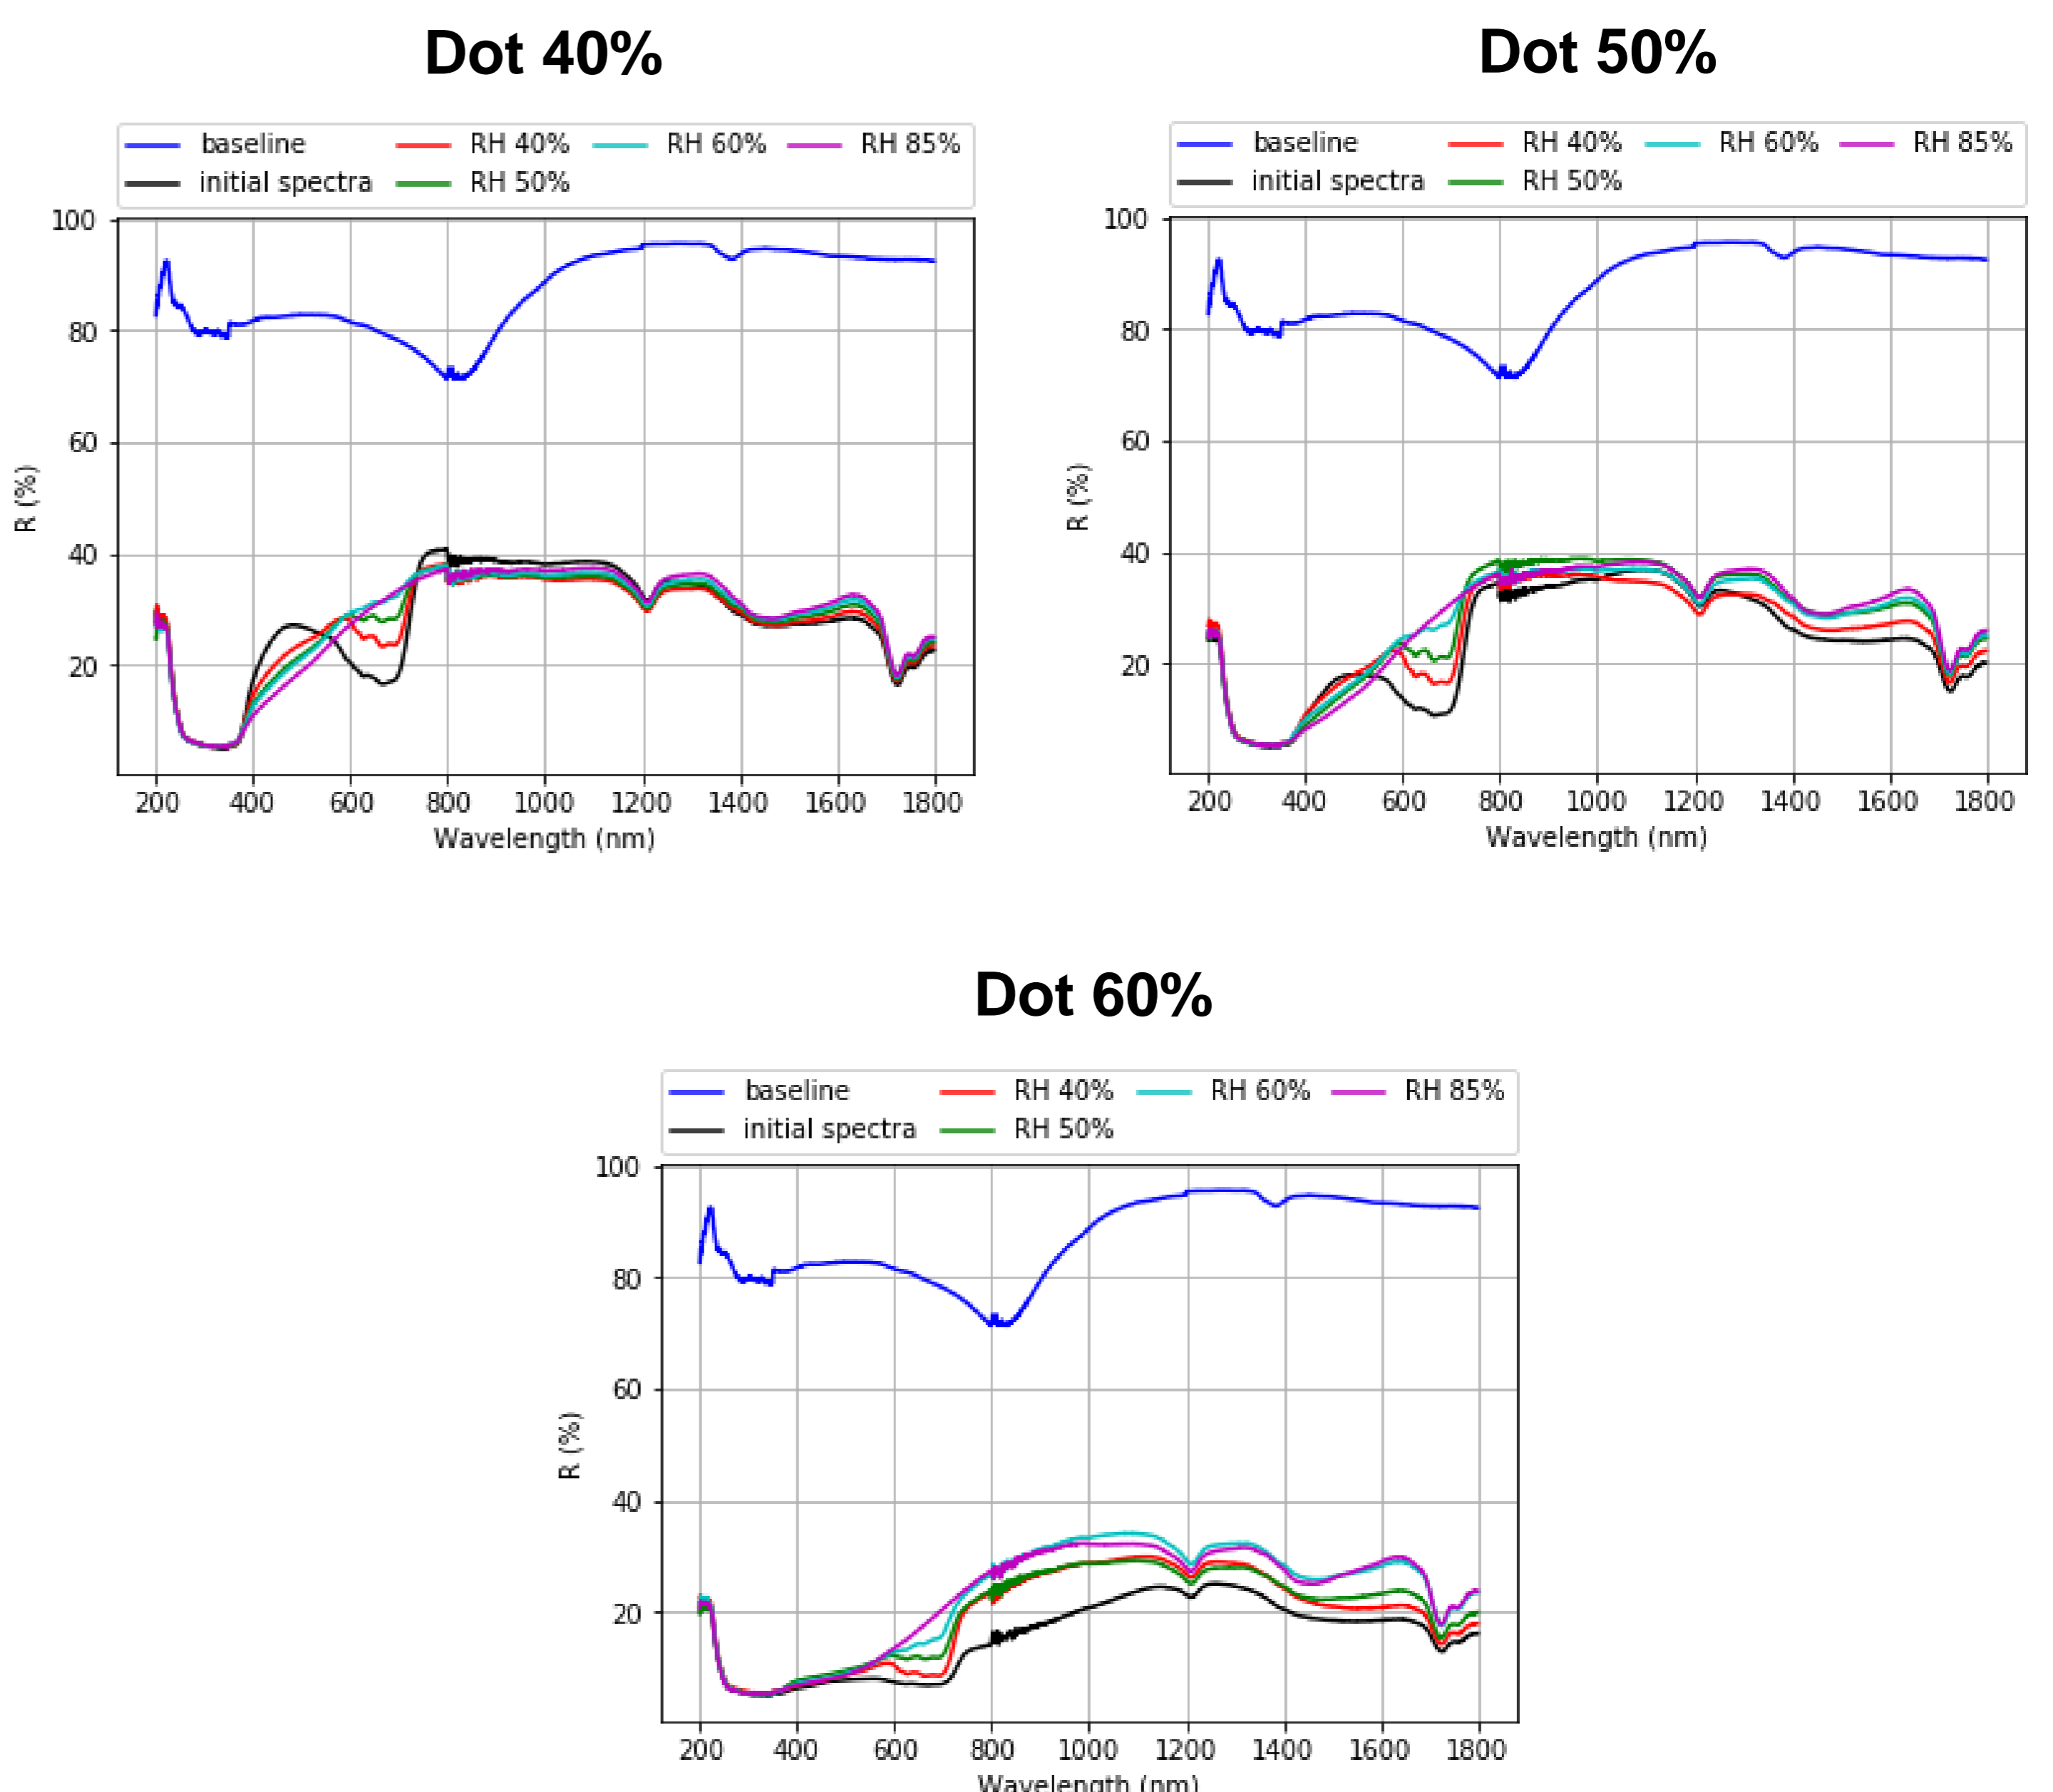 Dot 40%
baseline RH 40% RH 60% RH 85%
initial spectra RH 50%
100
80
60
40
20
R (%)
200 400 600 800 1000 1200 1400 1600 1800
Wavelength (nm)
Dot 50%
baseline RH 40% RH 60% RH 85%
initial spectra RH 50%
100
80
60
40
20
R (%)
200 400 600 800 1000 1200 1400 1600 1800
Wavelength (nm)
Dot 60%
baseline RH 40% RH 60% RH 85%
initial spectra RH 50%
100
80
60
40
20
R (%)
200 400 600 800 1000 1200 1400 1600 1800
Wavelength (nm)